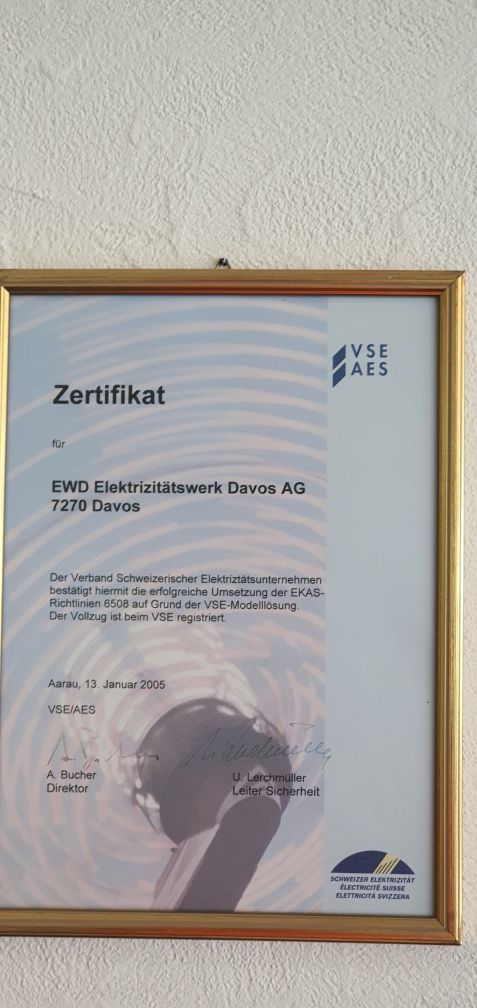 VSE
AES
Zertifikat
für
EWD Elektrizitätswerk Davos AG
7270 Davos
Der Verband Schweizerischer Elektriztätsunternehmen
bestätigt hiermit die erfolgreiche Umsetzung der EKAS-
Richtlinien 6508 auf Grund der VSE-Modelllösung.
Der Vollzug ist beim VSE registriert.
Aarau, 13. Januar 2005
VSE/AES
A. Bucher
Direktor
U. Lerchmüller
Leiter Sicherheit
SCHWEIZER ELEKTRIZITÄT
ÉLECTRICITÉ SUISSE
ELETTRICITÀ SVIZZERA